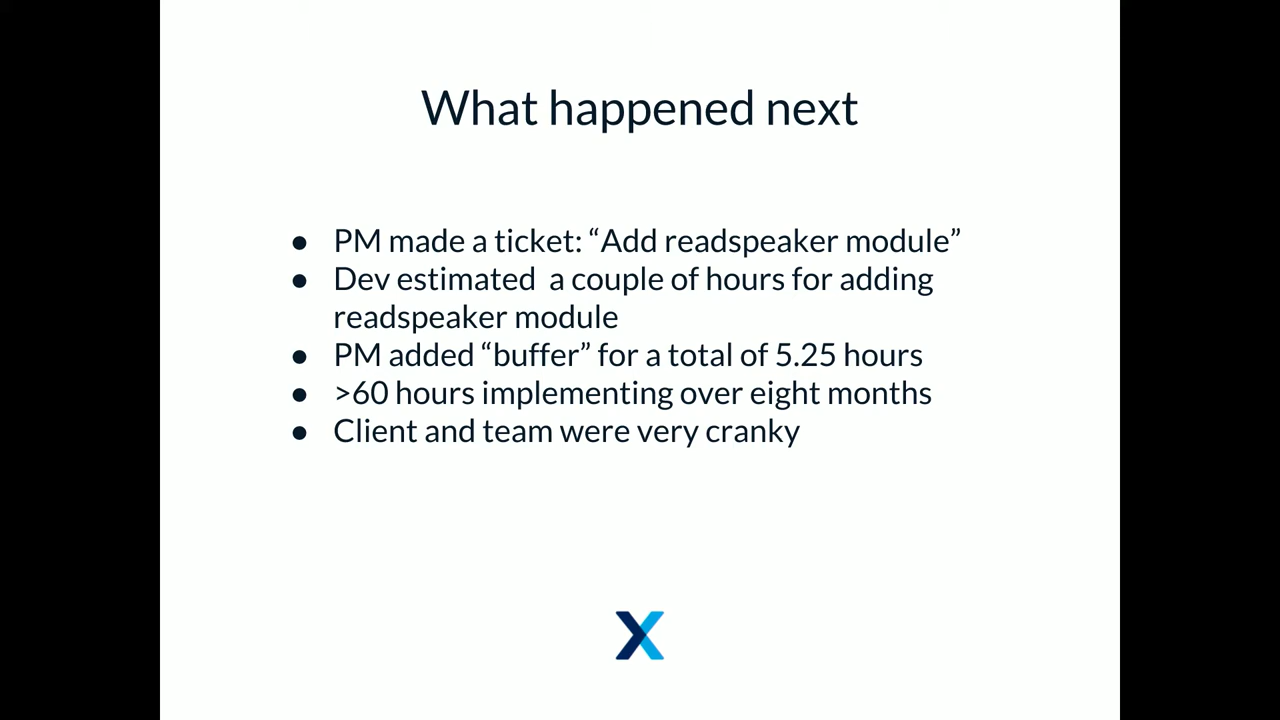 What happened next
● PM made a ticket: “Add readspeaker module”
● Dev estimated  a couple of hours for adding
readspeaker module
● PM added “buffer” for a total of 5.25 hours
● >60 hours implementing over eight months
● Client and team were very cranky